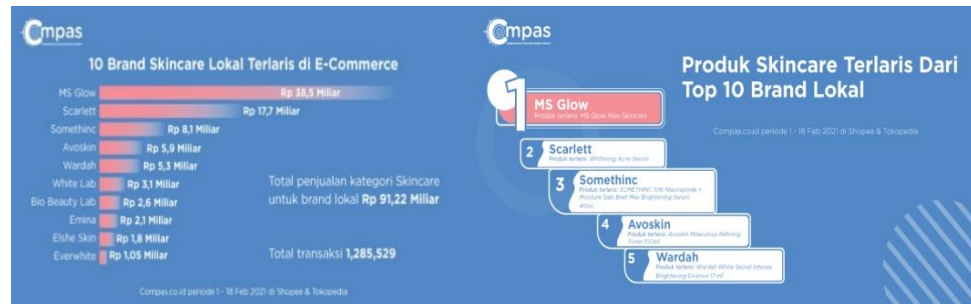 Compas
10 Brand Skincare Lokal Terlaris di E-Commerce
MS Glow Rp 38,5 Miliar
Scarlett Rp 17,7 Miliar
Somethinc Rp 8,1 Miliar
Avoskin Rp 5,9 Miliar
Wardah Rp 5,3 Miliar
White Lab Rp 3,1 Miliar
Bio Beauty Lab Rp 2,6 Miliar
Emina Rp 2,1 Miliar
Elshe Skin Rp 1,8 Miliar
Everwhite Rp 1,05 Miliar
Total penjualan kategori Skincare
untuk brand lokal Rp 91,22 Miliar
Total transaksi 1,285,529
Compas.co.id periode 1 - 18 Feb 2021 di Shopee & Tokopedia
Compas
Produk Skincare Terlaris Dari
Top 10 Brand Lokal
Compas.co.id periode 1 - 18 Feb 2021 di Shopee & Tokopedia
1 MS Glow
Produk terlaris: MS Glow Men Skincare
2 Scarlett
Produk terlaris: Whitening Acne Serum
3 Somethinc
Produk terlaris: SOMETHINC 10% Niacinamide +
Moisture Sabi Beet Max Brightening Serum
40ml
4 Avoskin
Produk terlaris: Avoskin Miraculous Refining
Toner 100ml
5 Wardah
Produk terlaris: Wardah White Secret Intense
Brightening Essence 17 ml